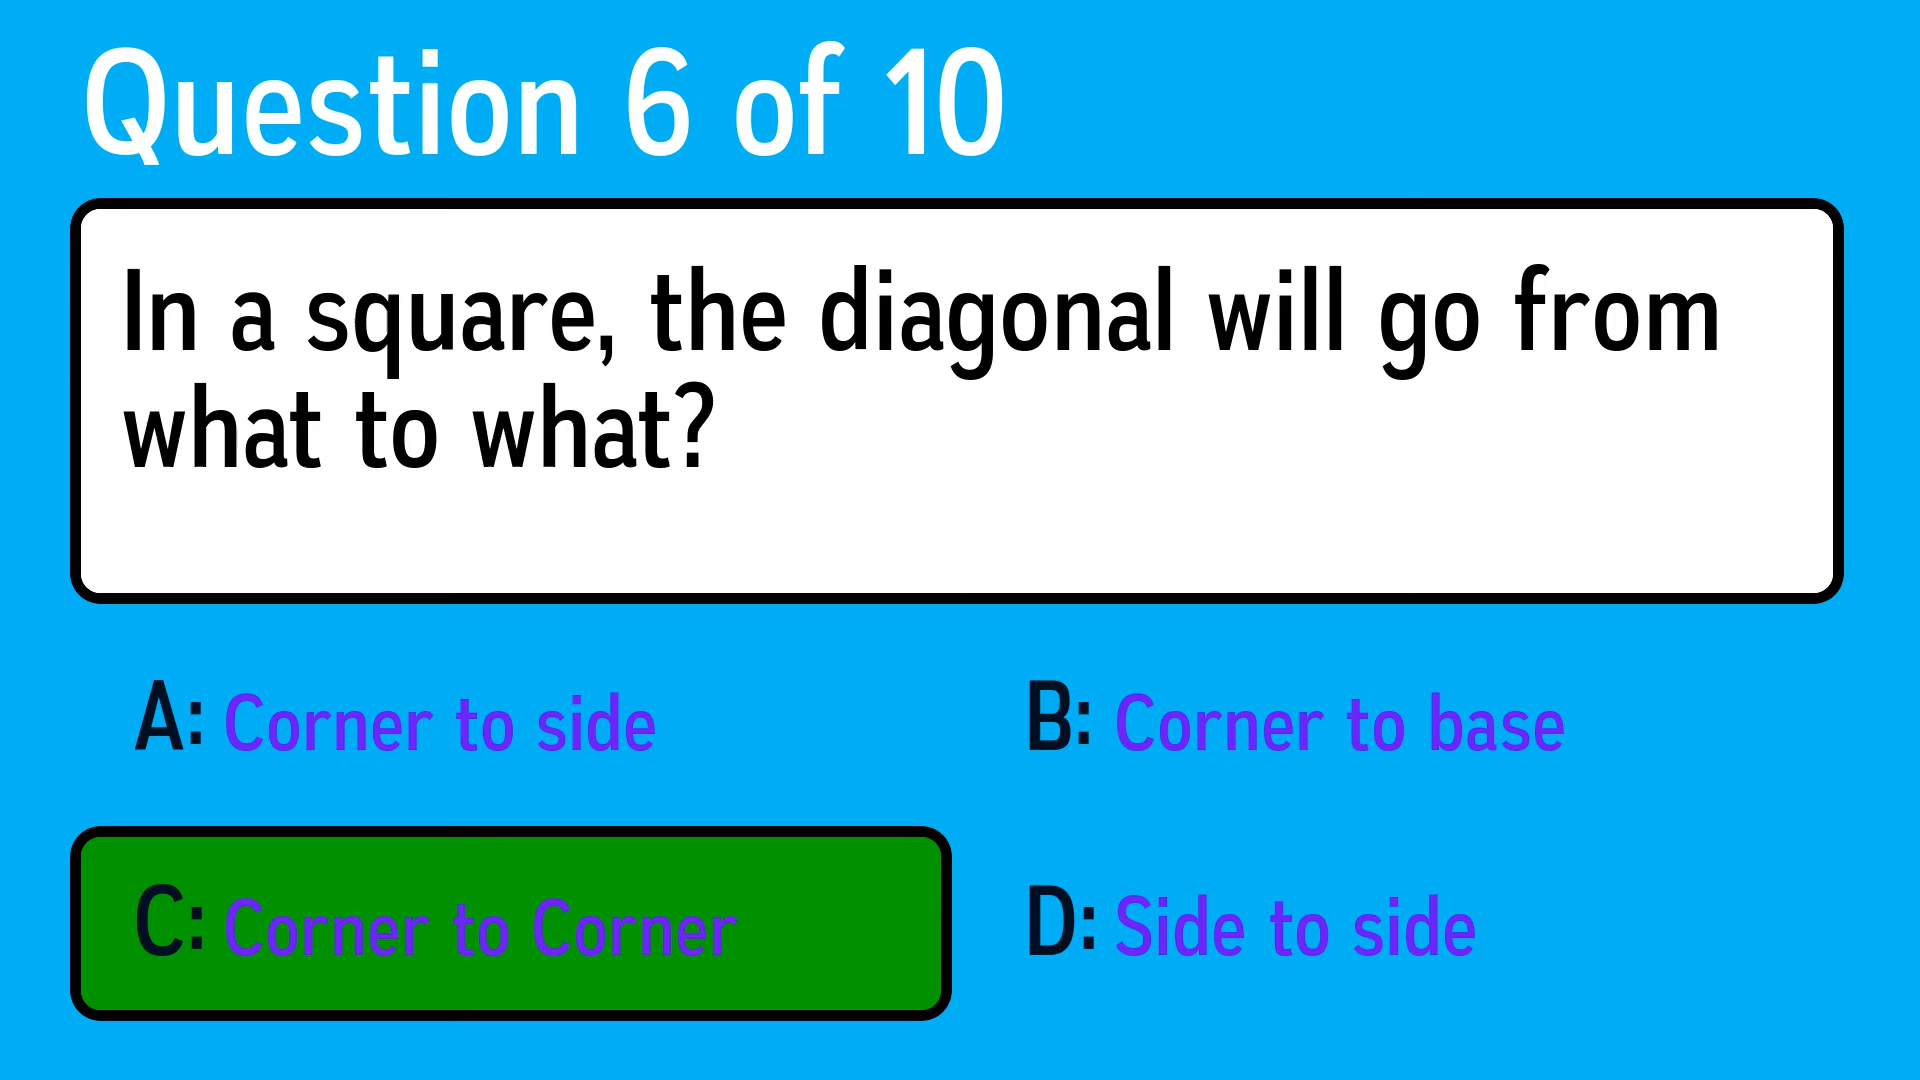 Question 6 of 10
In a square, the diagonal will go from
what to what?
A: Corner to side
B: Corner to base
C: Corner to Corner
D: Side to side